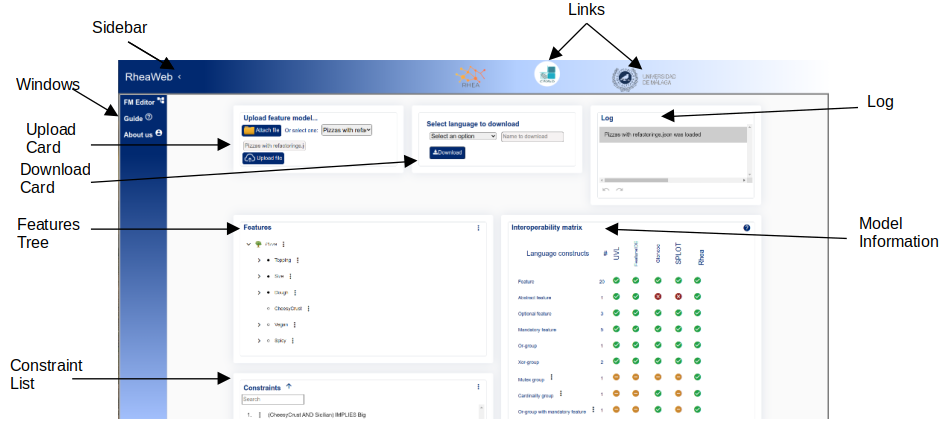 Links
Sidebar
RheaWeb
RHEA
UNIVERSIDAD
DE MÁLAGA
Windows
FM Editor
Guide
About us
Upload
Card
Download
Card
Features
Tree
Constraint
List
Log
Model
Information
Upload feature model...
Attach file
Or select one:
Pizzas with refa
Pizzas with refastorings.j
Upload file
Select language to download
Select an option
Name to download
Download
Log
Pizzas with refastorings.json was loaded
Features
Pizza
Topping
Size
Dough
CheesyCrust
Vegan
Spicy
Constraints
Search
1. (CheesyCrust AND Sicilian) IMPLIES Big
Interoperability matrix
Language constructs # UVL Glencoe SPLOT Rhea
Feature 20
Abstract feature 1
Optional feature 3
Mandatory feature 5
Or-group 1
Xor-group 2
Mutex group 1
Cardinality group 1
Or-group with mandatory feature 1